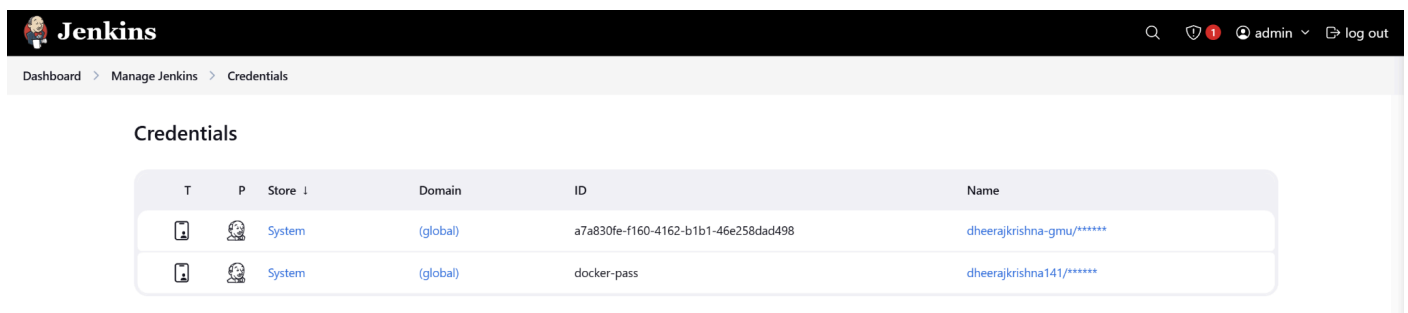 Jenkins
1 admin log out
Dashboard > Manage Jenkins > Credentials
Credentials
T P Store ↓ Domain ID Name
System (global) a7a830fe-f160-4162-b1b1-46e258dad498 dheerajkrishna-gmu/******
System (global) docker-pass dheerajkrishna141/******